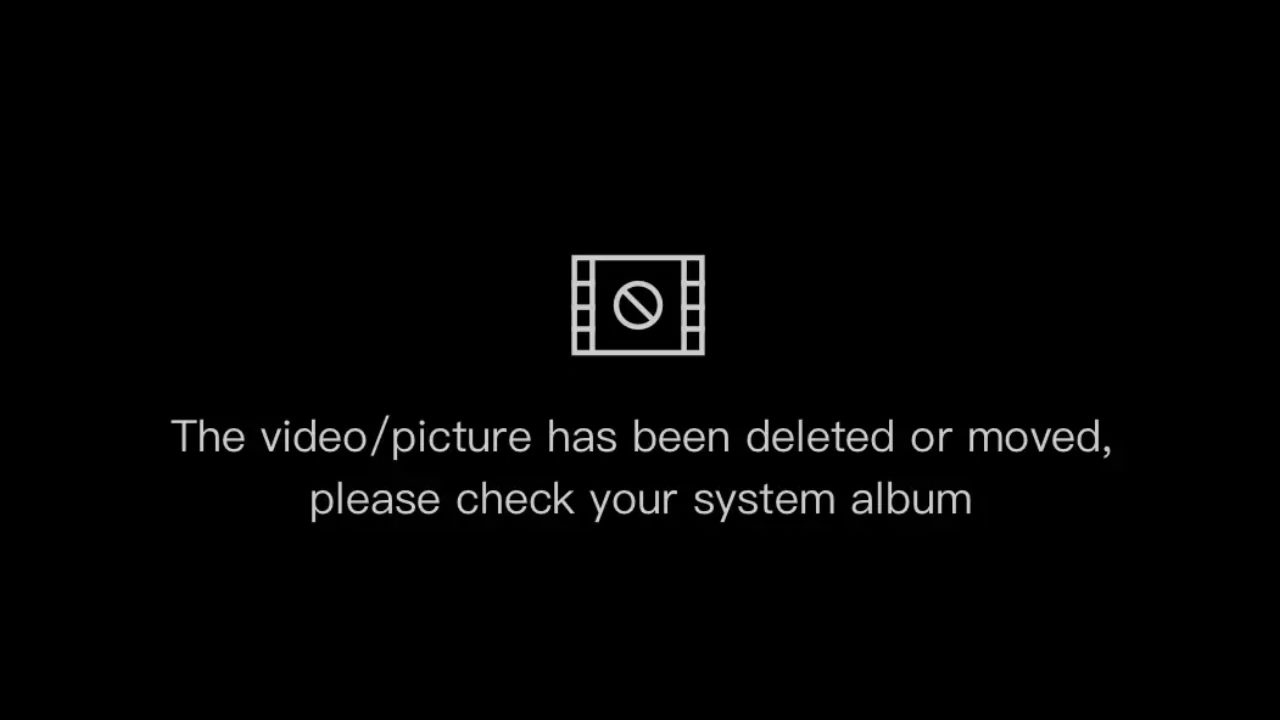 The video/picture has been deleted or moved,
please check your system album